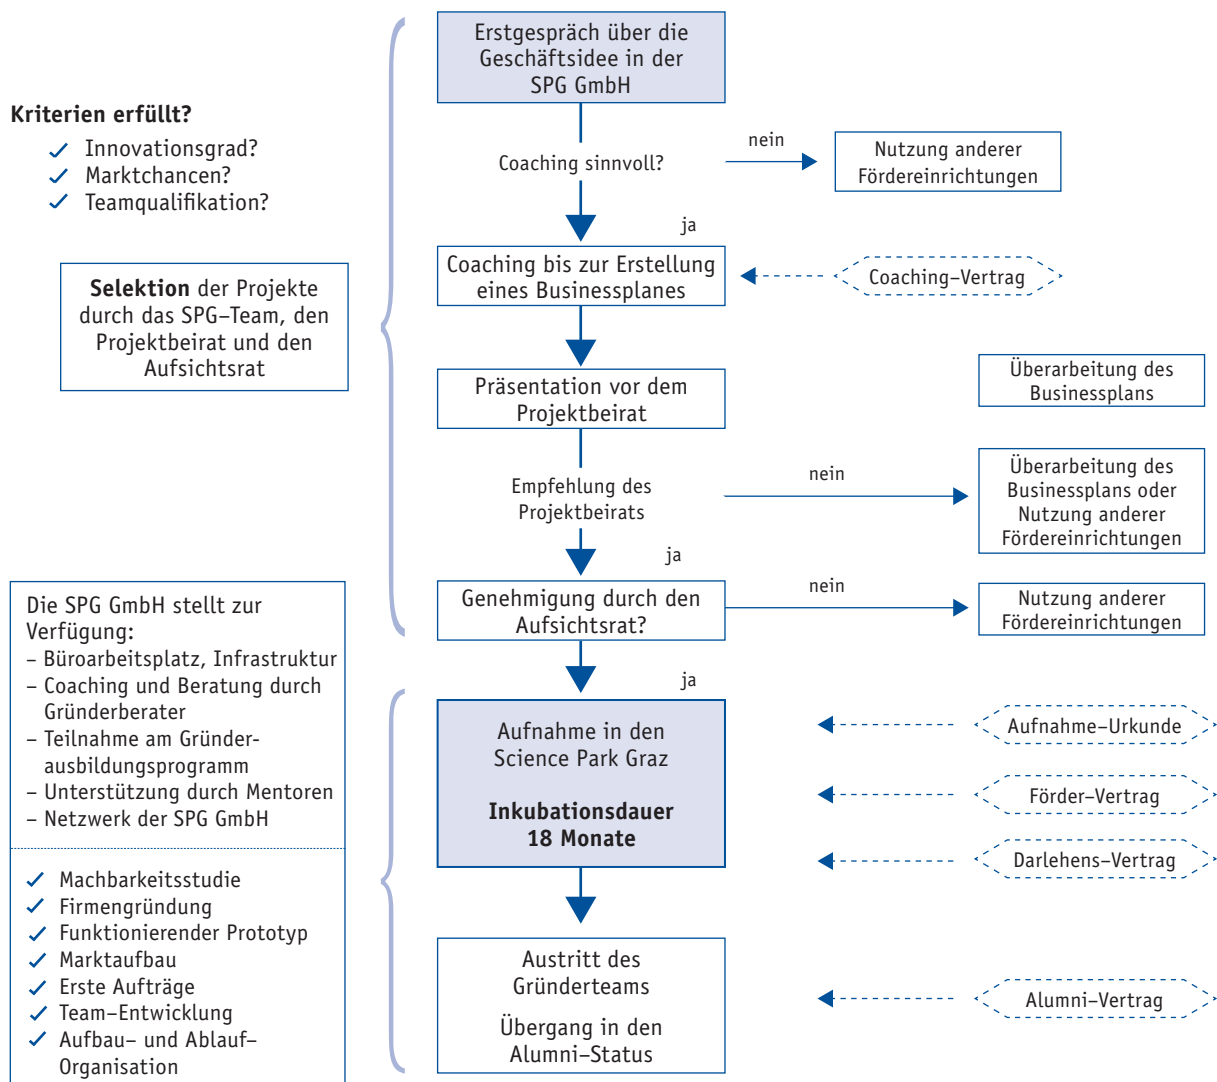 Erstgespräch über die
Geschäftsidee in der
SPG GmbH
Kriterien erfüllt?
Innovationsgrad?
Marktchancen?
Teamqualifikation?
Coaching sinnvoll?
nein
Nutzung anderer
Fördereinrichtungen
ja
Selektion der Projekte
durch das SPG–Team, den
Projektbeirat und den
Aufsichtsrat
Coaching bis zur Erstellung
eines Businessplanes
Coaching–Vertrag
Präsentation vor dem
Projektbeirat
Überarbeitung des
Businessplans
Empfehlung des
Projektbeirats
nein
Überarbeitung des
Businessplans oder
Nutzung anderer
Fördereinrichtungen
ja
Genehmigung durch den
Aufsichtsrat?
nein
Nutzung anderer
Fördereinrichtungen
ja
Die SPG GmbH stellt zur
Verfügung:
– Büroarbeitsplatz, Infrastruktur
– Coaching und Beratung durch
Gründerberater
– Teilnahme am Gründer-
ausbildungsprogramm
– Unterstützung durch Mentoren
– Netzwerk der SPG GmbH
Aufnahme in den
Science Park Graz
Inkubationsdauer
18 Monate
Aufnahme–Urkunde
Förder–Vertrag
Darlehens–Vertrag
Machbarkeitsstudie
Firmengründung
Funktionierender Prototyp
Marktaufbau
Erste Aufträge
Team–Entwicklung
Aufbau– und Ablauf–
Organisation
Austritt des
Gründerteams
Übergang in den
Alumni–Status
Alumni–Vertrag